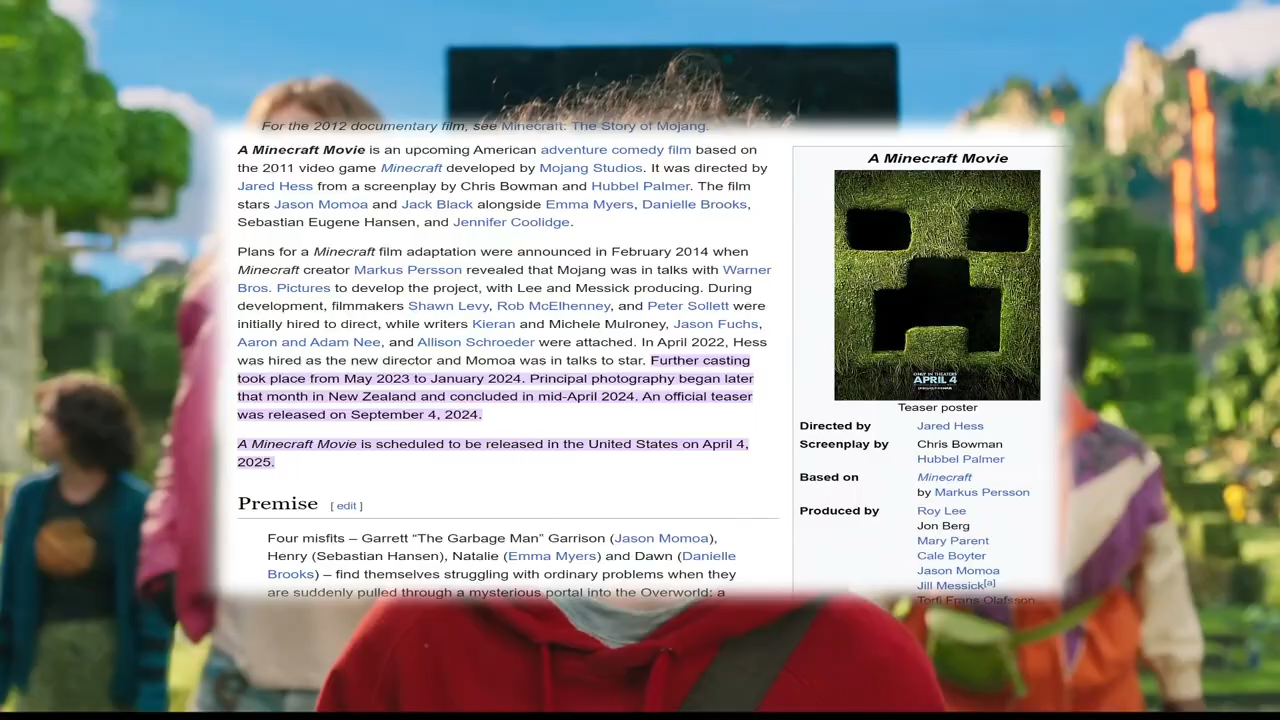 For the 2012 documentary film, see Minecraft: The Story of Mojang.
A Minecraft Movie is an upcoming American adventure comedy film based on
the 2011 video game Minecraft developed by Mojang Studios. It was directed by
Jared Hess from a screenplay by Chris Bowman and Hubbel Palmer. The film
stars Jason Momoa and Jack Black alongside Emma Myers, Danielle Brooks,
Sebastian Eugene Hansen, and Jennifer Coolidge.
Plans for a Minecraft film adaptation were announced in February 2014 when
Minecraft creator Markus Persson revealed that Mojang was in talks with Warner
Bros. Pictures to develop the project, with Lee and Messick producing. During
development, filmmakers Shawn Levy, Rob McElhenney, and Peter Sollett were
initially hired to direct, while writers Kieran and Michele Mulroney, Jason Fuchs,
Aaron and Adam Nee, and Allison Schroeder were attached. In April 2022, Hess
was hired as the new director and Momoa was in talks to star. Further casting
took place from May 2023 to January 2024. Principal photography began later
that month in New Zealand and concluded in mid-April 2024. An official teaser
was released on September 4, 2024.
A Minecraft Movie is scheduled to be released in the United States on April 4,
2025.
Premise [ edit ]
Four misfits – Garrett “The Garbage Man” Garrison (Jason Momoa),
Henry (Sebastian Hansen), Natalie (Emma Myers) and Dawn (Danielle
Brooks) – find themselves struggling with ordinary problems when they
are suddenly pulled through a mysterious portal into the Overworld: a
A Minecraft Movie
ONLY IN THEATERS
APRIL 4
Teaser poster
Directed by Jared Hess
Screenplay by Chris Bowman
Hubbel Palmer
Based on Minecraft
by Markus Persson
Produced by Roy Lee
Jon Berg
Mary Parent
Cale Boyter
Jason Momoa
Jill Messick[a]
Torfi Frans Olafsson